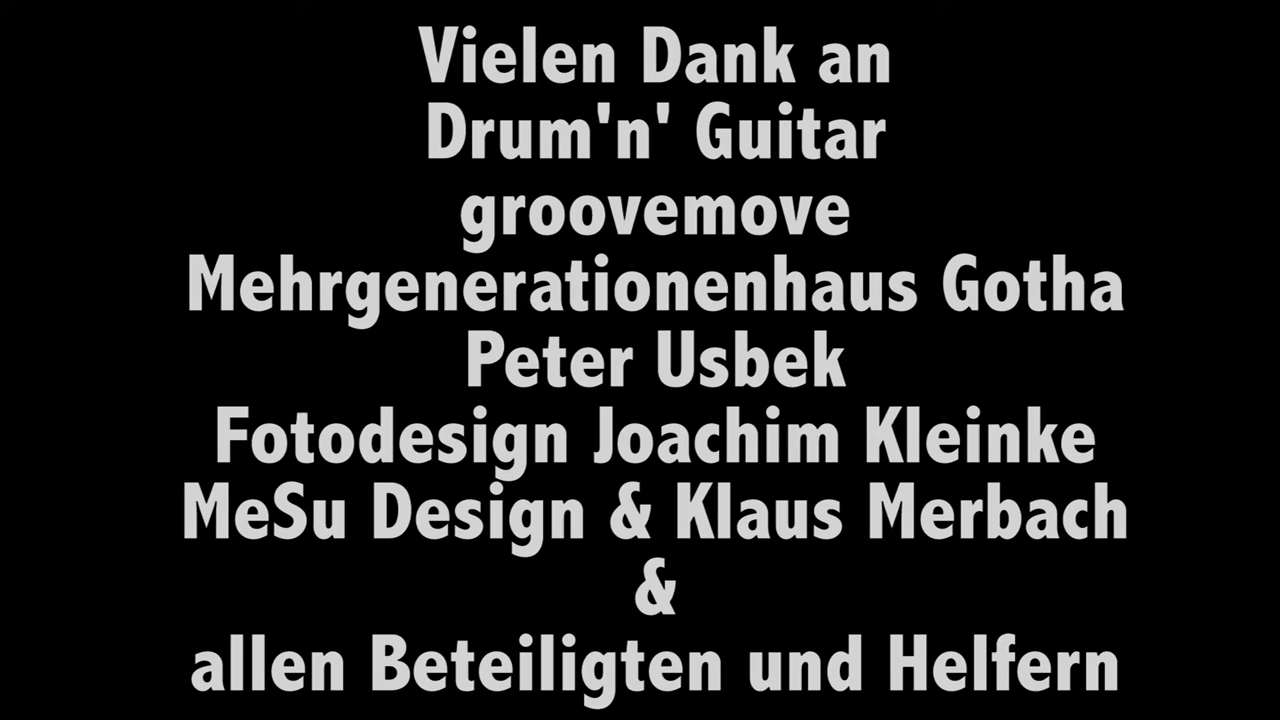 Vielen Dank an
Drum'n' Guitar
groovemove
Mehrgenerationenhaus Gotha
Peter Usbek
Fotodesign Joachim Kleinke
MeSu Design & Klaus Merbach
&
allen Beteiligten und Helfern